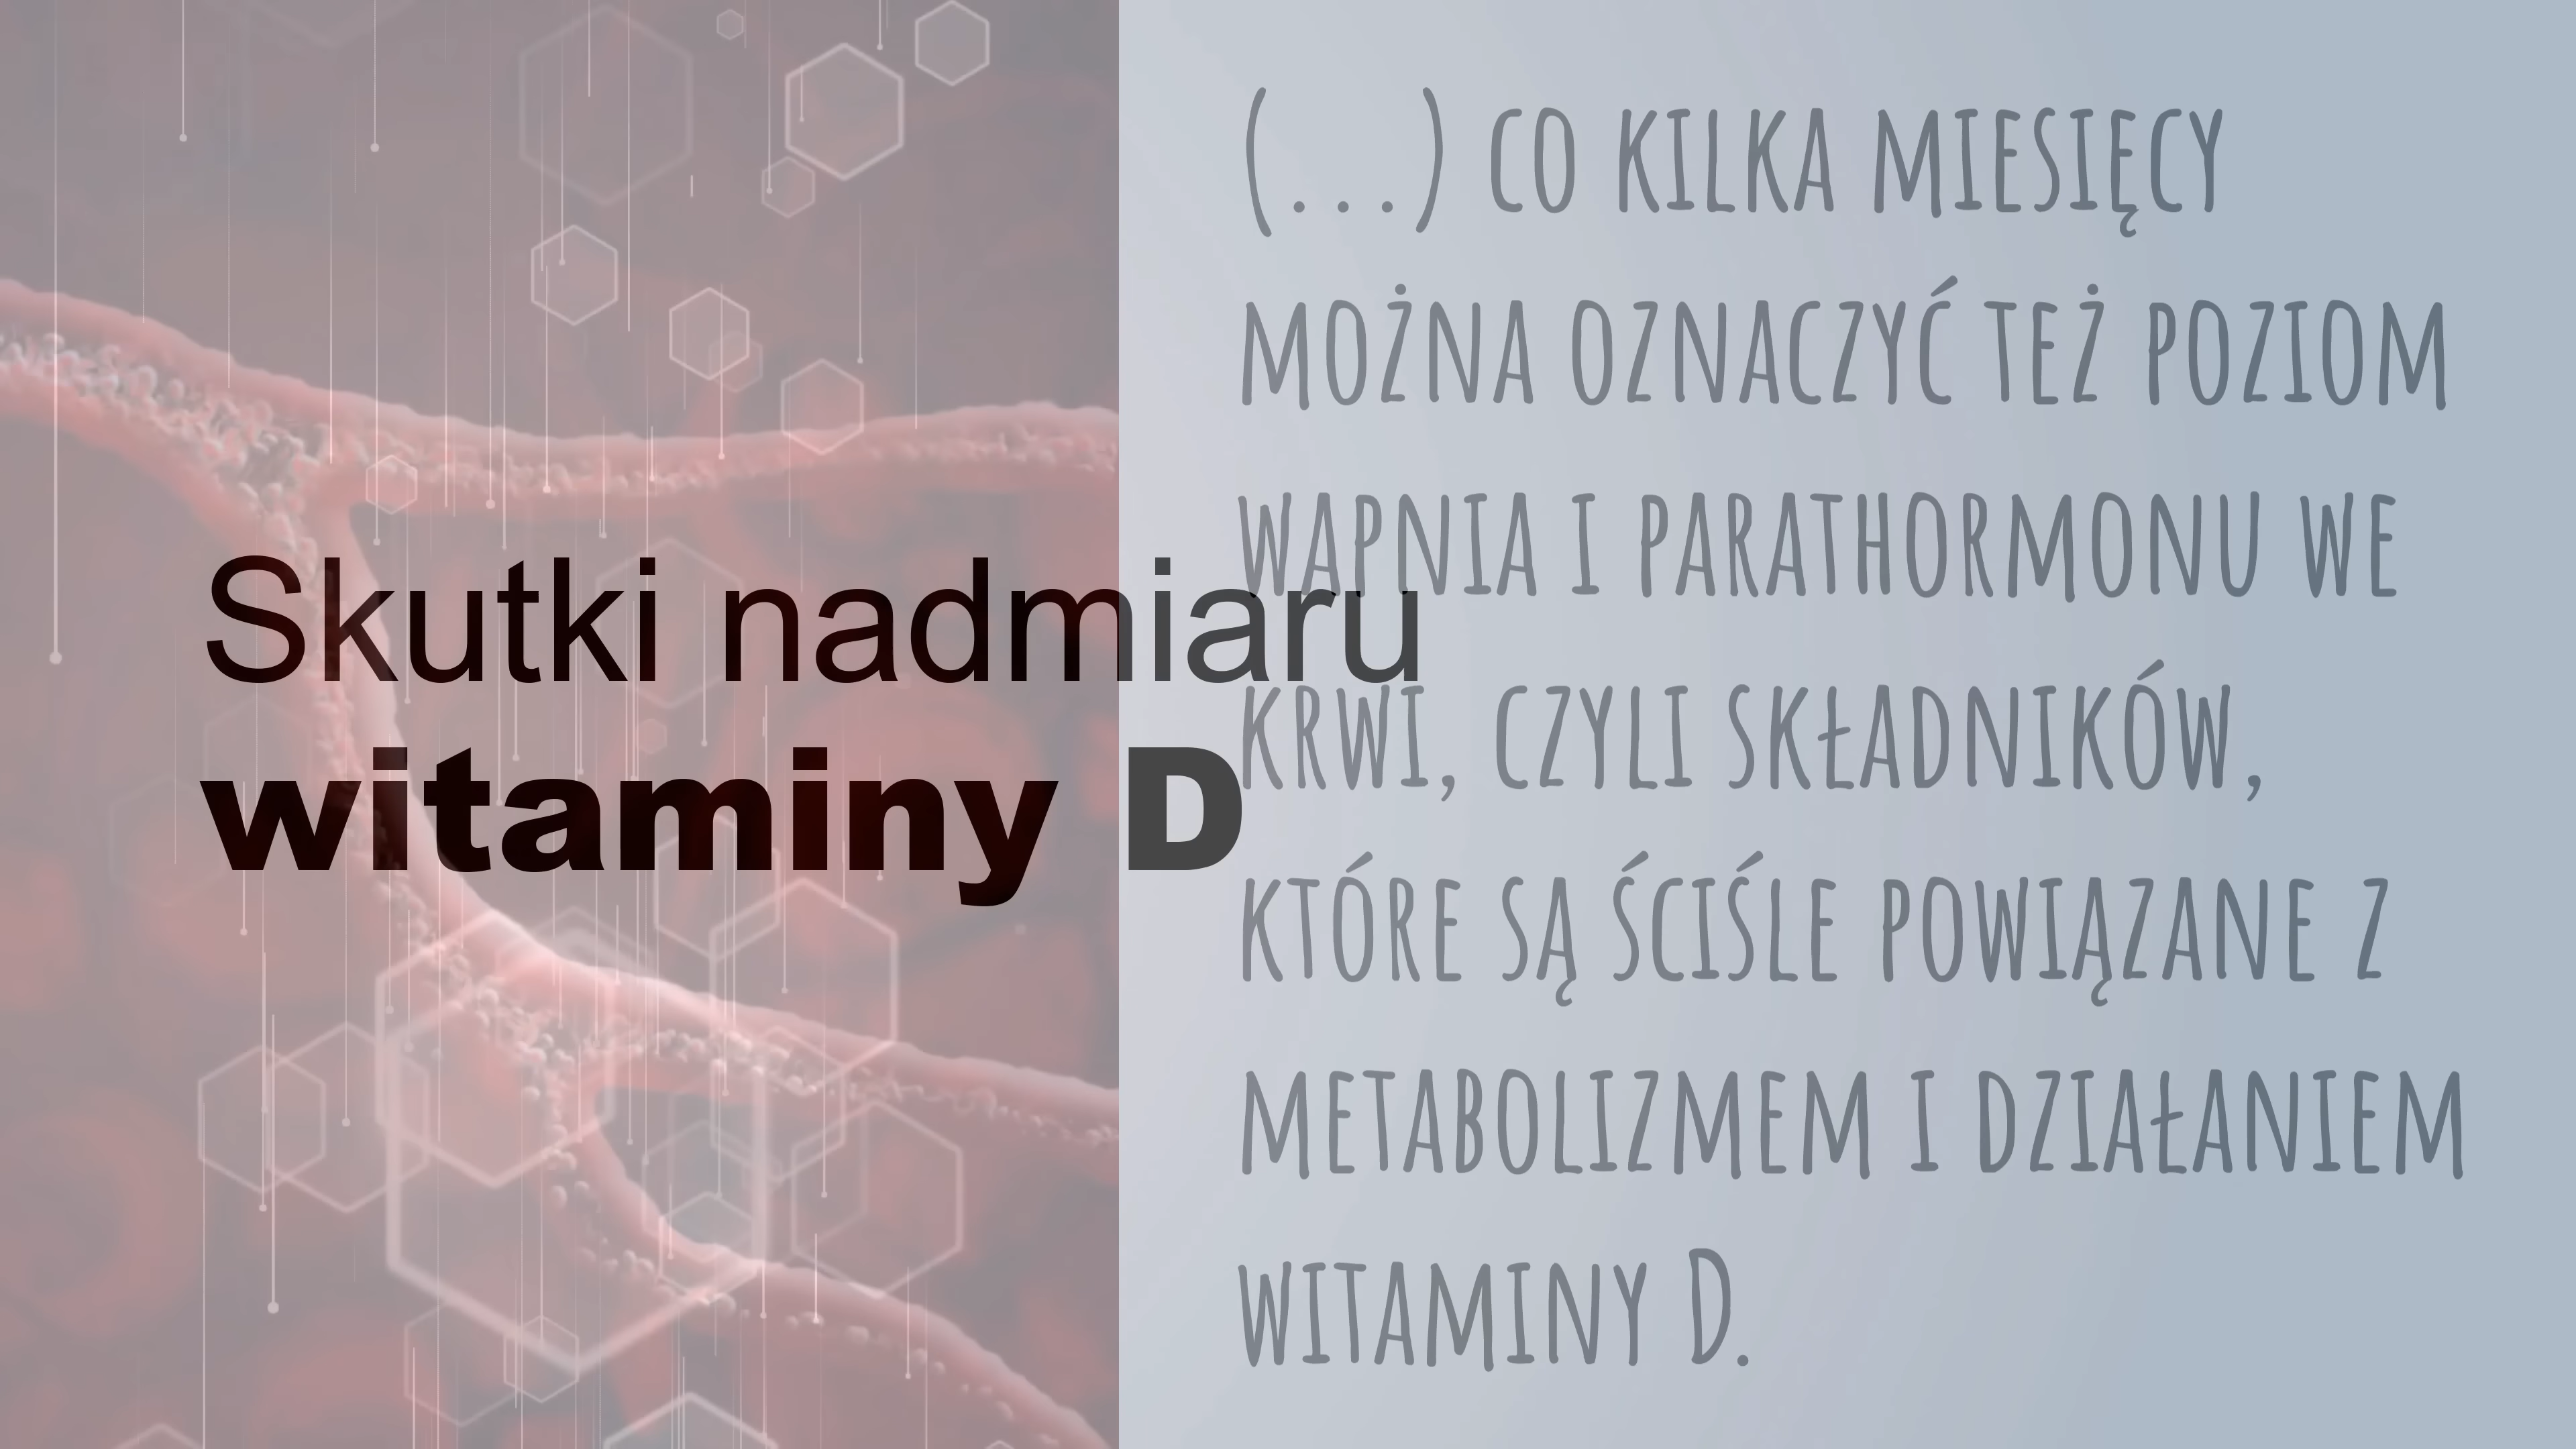 Skutki nadmiaru
witaminy D
(...) CO KILKA MIESIĘCY
MOŻNA OZNACZYĆ TEŻ POZIOM
WAPNIA I PARATHORMONU WE
KRWI, CZYLI SKŁADNIKÓW,
KTÓRE SĄ ŚCIŚLE POWIĄZANE Z
METABOLIZMEM I DZIAŁANIEM
WITAMINY D.